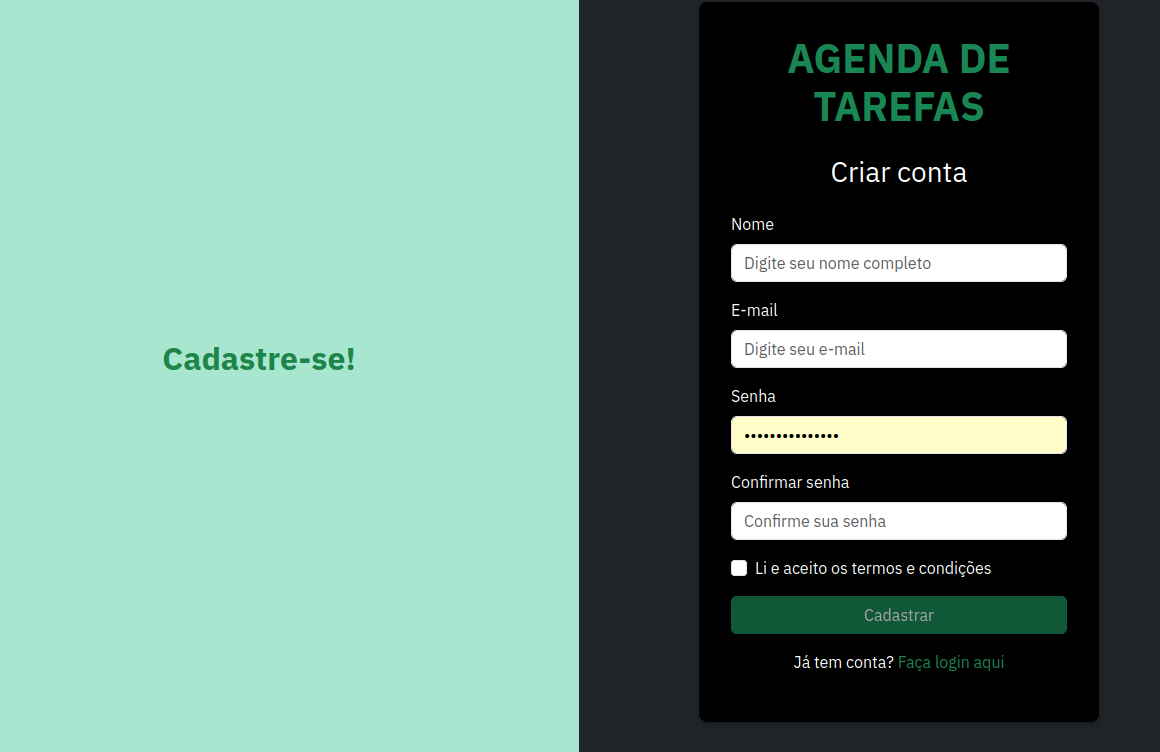 Cadastre-se!
AGENDA DE
TAREFAS
Criar conta
Nome
Digite seu nome completo
E-mail
Digite seu e-mail
Senha
•••••••••••••••
Confirmar senha
Confirme sua senha
Li e aceito os termos e condições
Cadastrar
Já tem conta? Faça login aqui